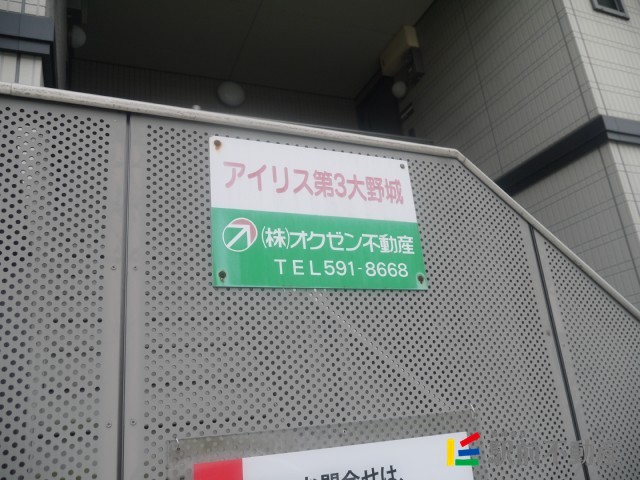 アイリス第3大野城
(株)オクゼン不動産
TEL591-8668
お問合せは、